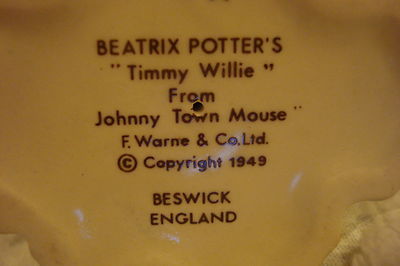 BEATRIX POTTER'S
"Timmy Willie"
From
Johnny Town Mouse"
F. Warne & Co. Ltd.
© Copyright 1949
BESWICK
ENGLAND